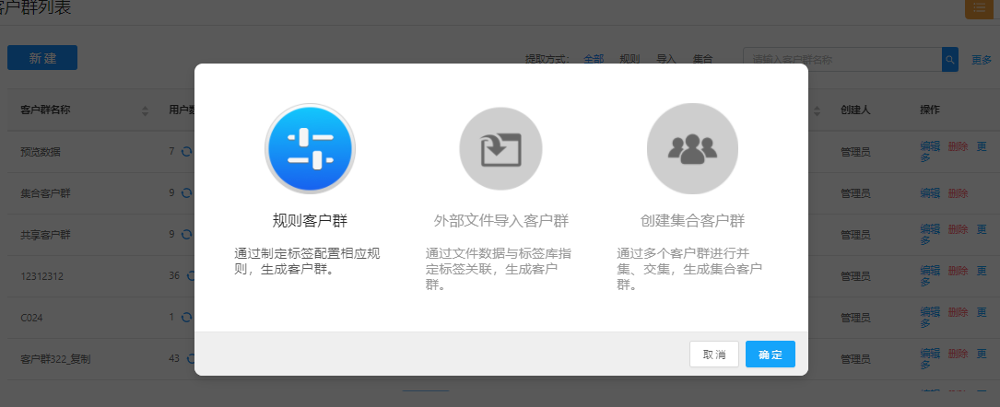 客户群列表
新 建
提取方式: 全部 规则 导入 集合
请输入客户群名称
更多
客户群名称 用户数 创建人 操作
预览数据 7 管理员 编辑 删除 更多
集合客户群 9 管理员 编辑 删除
共享客户群 9 管理员 编辑 删除 更多
12312312 36 管理员 编辑 删除 更多
C024 1 管理员 编辑 删除 更多
客户群322_复制 43 管理员 编辑 删除 更多
规则客户群
通过制定标签配置相应规
则，生成客户群。
外部文件导入客户群
通过文件数据与标签库指
定标签关联，生成客户
群。
创建集合客户群
通过多个客户群进行并
集、交集，生成集合客户
群。
取 消
确 定